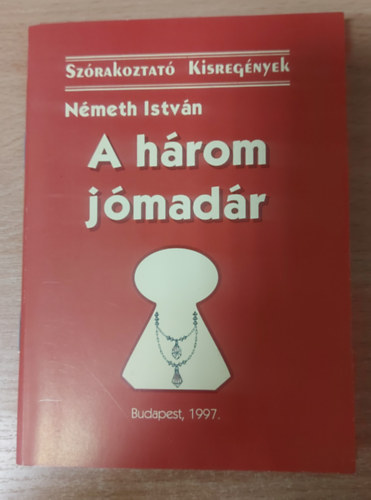 Szórakoztató Kisregények
Németh István
A három
jómadár
Budapest, 1997.